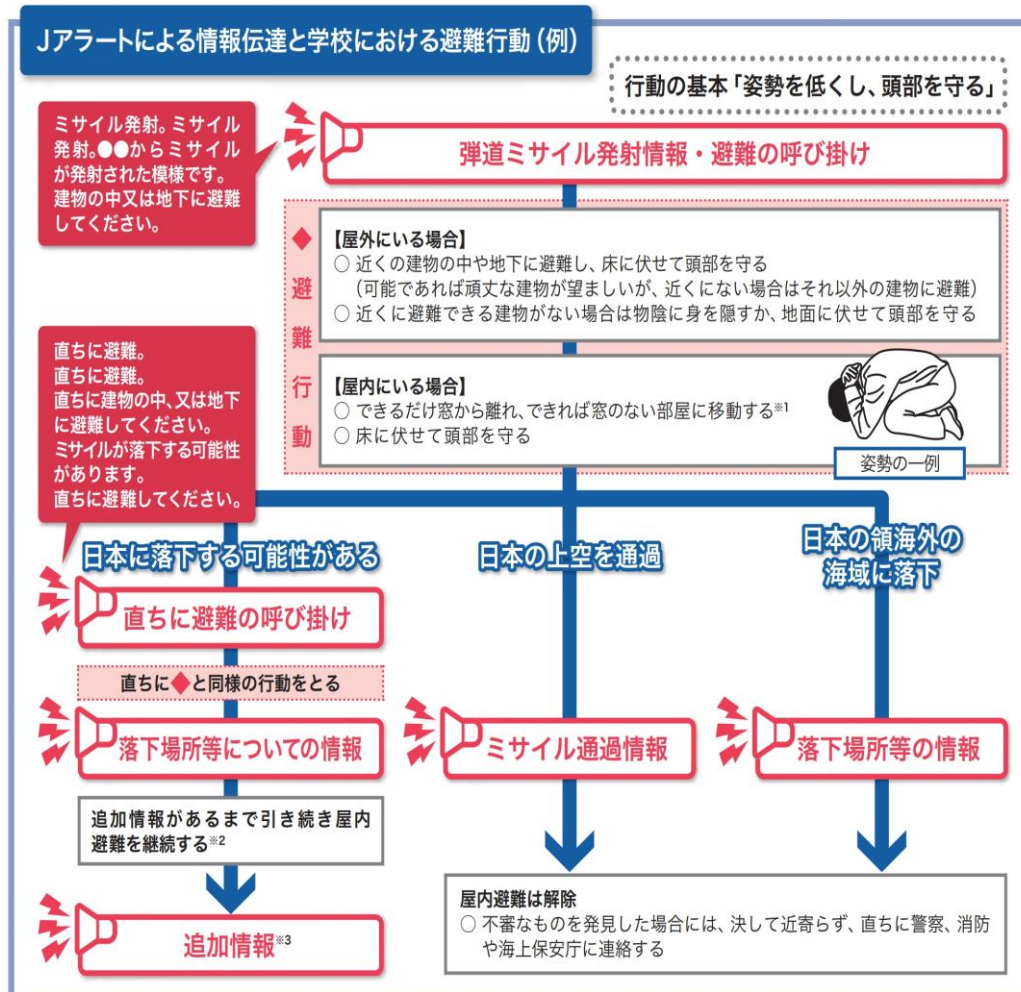 Jアラートによる情報伝達と学校における避難行動（例）
行動の基本「姿勢を低くし、頭部を守る」
ミサイル発射。ミサイル
発射。●●からミサイル
が発射された模様です。
建物の中又は地下に避難
してください。
弾道ミサイル発射情報・避難の呼び掛け
◆避難行動
【屋外にいる場合】
○ 近くの建物の中や地下に避難し、床に伏せて頭部を守る
（可能であれば頑丈な建物が望ましいが、近くにない場合はそれ以外の建物に避難）
○ 近くに避難できる建物がない場合は物陰に身を隠すか、地面に伏せて頭部を守る
【屋内にいる場合】
○ できるだけ窓から離れ、できれば窓のない部屋に移動する※1
○ 床に伏せて頭部を守る
姿勢の一例
直ちに避難。
直ちに避難。
直ちに建物の中、又は地下
に避難してください。
ミサイルが落下する可能性
があります。
直ちに避難してください。
日本に落下する可能性がある
直ちに避難の呼び掛け
直ちに◆と同様の行動をとる
落下場所等についての情報
追加情報があるまで引き続き屋内
避難を継続する※2
追加情報※3
日本の上空を通過
ミサイル通過情報
日本の領海外の
海域に落下
落下場所等の情報
屋内避難は解除
○ 不審なものを発見した場合には、決して近寄らず、直ちに警察、消防
や海上保安庁に連絡する